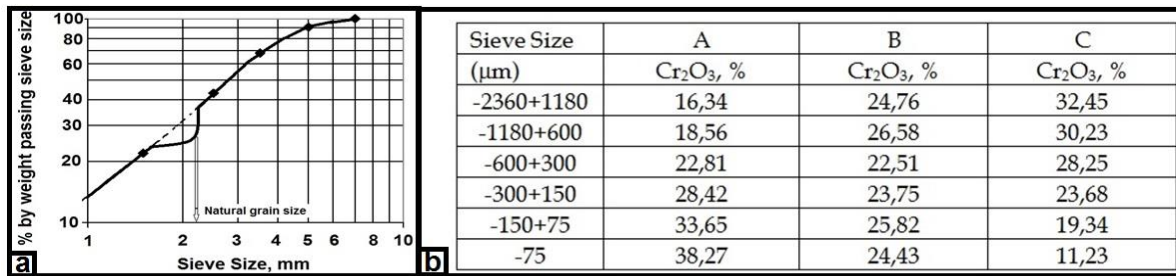 % by weight passing sieve size
100
80
60
40
30
20
10
Natural grain size
1 2 3 4 5 6 8 10
Sieve Size, mm
a
b
Sieve Size A B C
(µm) Cr₂O₃, % Cr₂O₃, % Cr₂O₃, %
-2360+1180 16,34 24,76 32,45
-1180+600 18,56 26,58 30,23
-600+300 22,81 22,51 28,25
-300+150 28,42 23,75 23,68
-150+75 33,65 25,82 19,34
-75 38,27 24,43 11,23